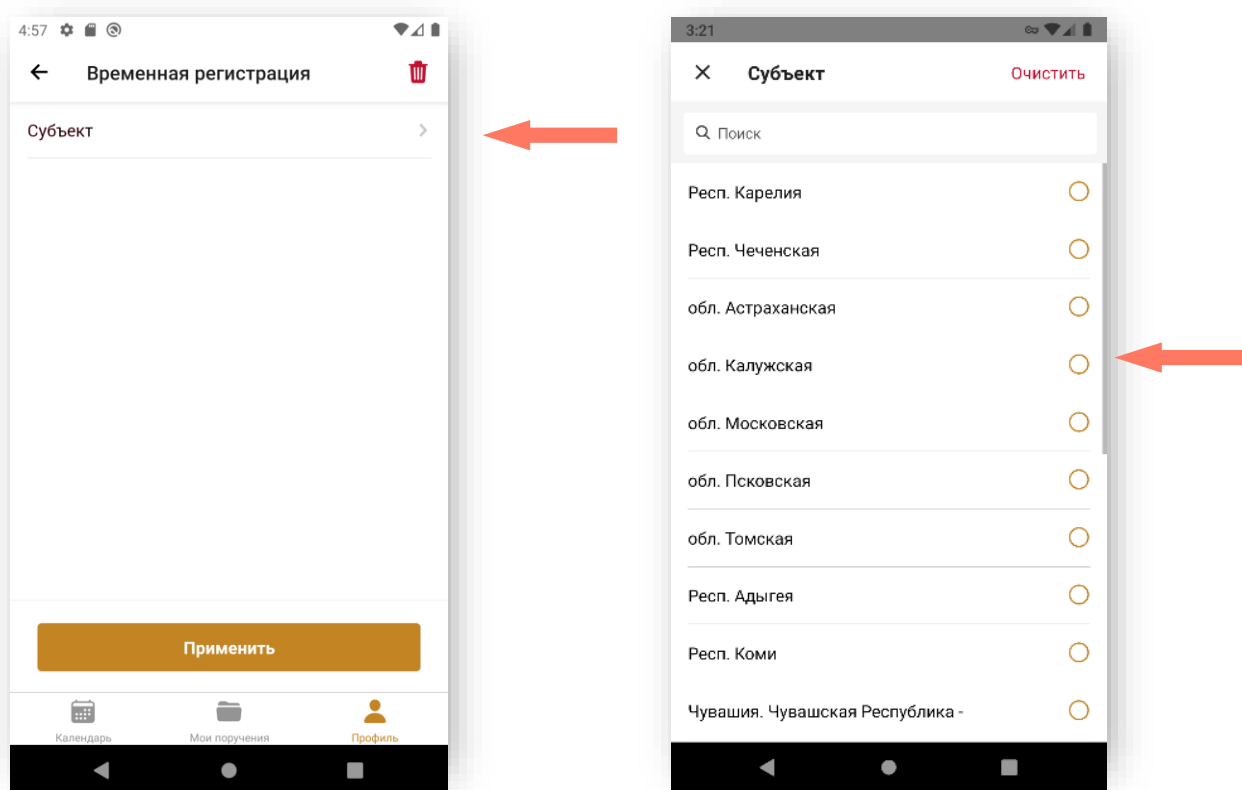 4:57
Временная регистрация
Субъект
Применить
Календарь
Мои поручения
Профиль
3:21
Субъект
Очистить
Поиск
Респ. Карелия
Респ. Чеченская
обл. Астраханская
обл. Калужская
обл. Московская
обл. Псковская
обл. Томская
Респ. Адыгея
Респ. Коми
Чувашия. Чувашская Республика -